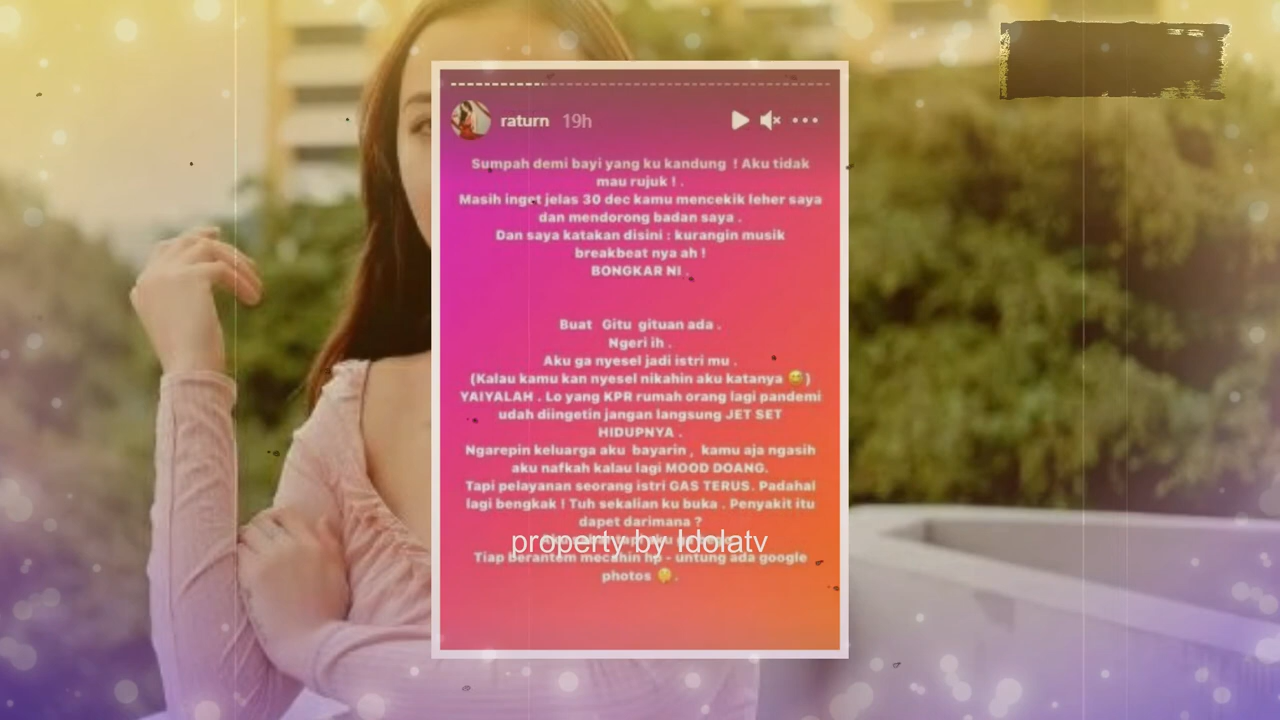 raturn 19h
Sumpah demi bayi yang ku kandung ! Aku tidak
mau rujuk ! .
Masih inget jelas 30 dec kamu mencekik leher saya
dan mendorong badan saya .
Dan saya katakan disini : kurangin musik
breakbeat nya ah !
BONGKAR NI .
Buat Gitu gituan ada .
Ngeri ih .
Aku ga nyesel jadi istri mu .
(Kalau kamu kan nyesel nikahin aku katanya 😅 )
YAIYALAH . Lo yang KPR rumah orang lagi pandemi
udah diingetin jangan langsung JET SET
HIDUPNYA .
Ngarepin keluarga aku bayarin , kamu aja ngasih
aku nafkah kalau lagi MOOD DOANG.
Tapi pelayanan seorang istri GAS TERUS. Padahal
lagi bengkak ! Tuh sekalian ku buka . Penyakit itu
dapet darimana ?
property by Idolatv
Tiap berantem mecahin hp - untung ada google
photos 🤫 .